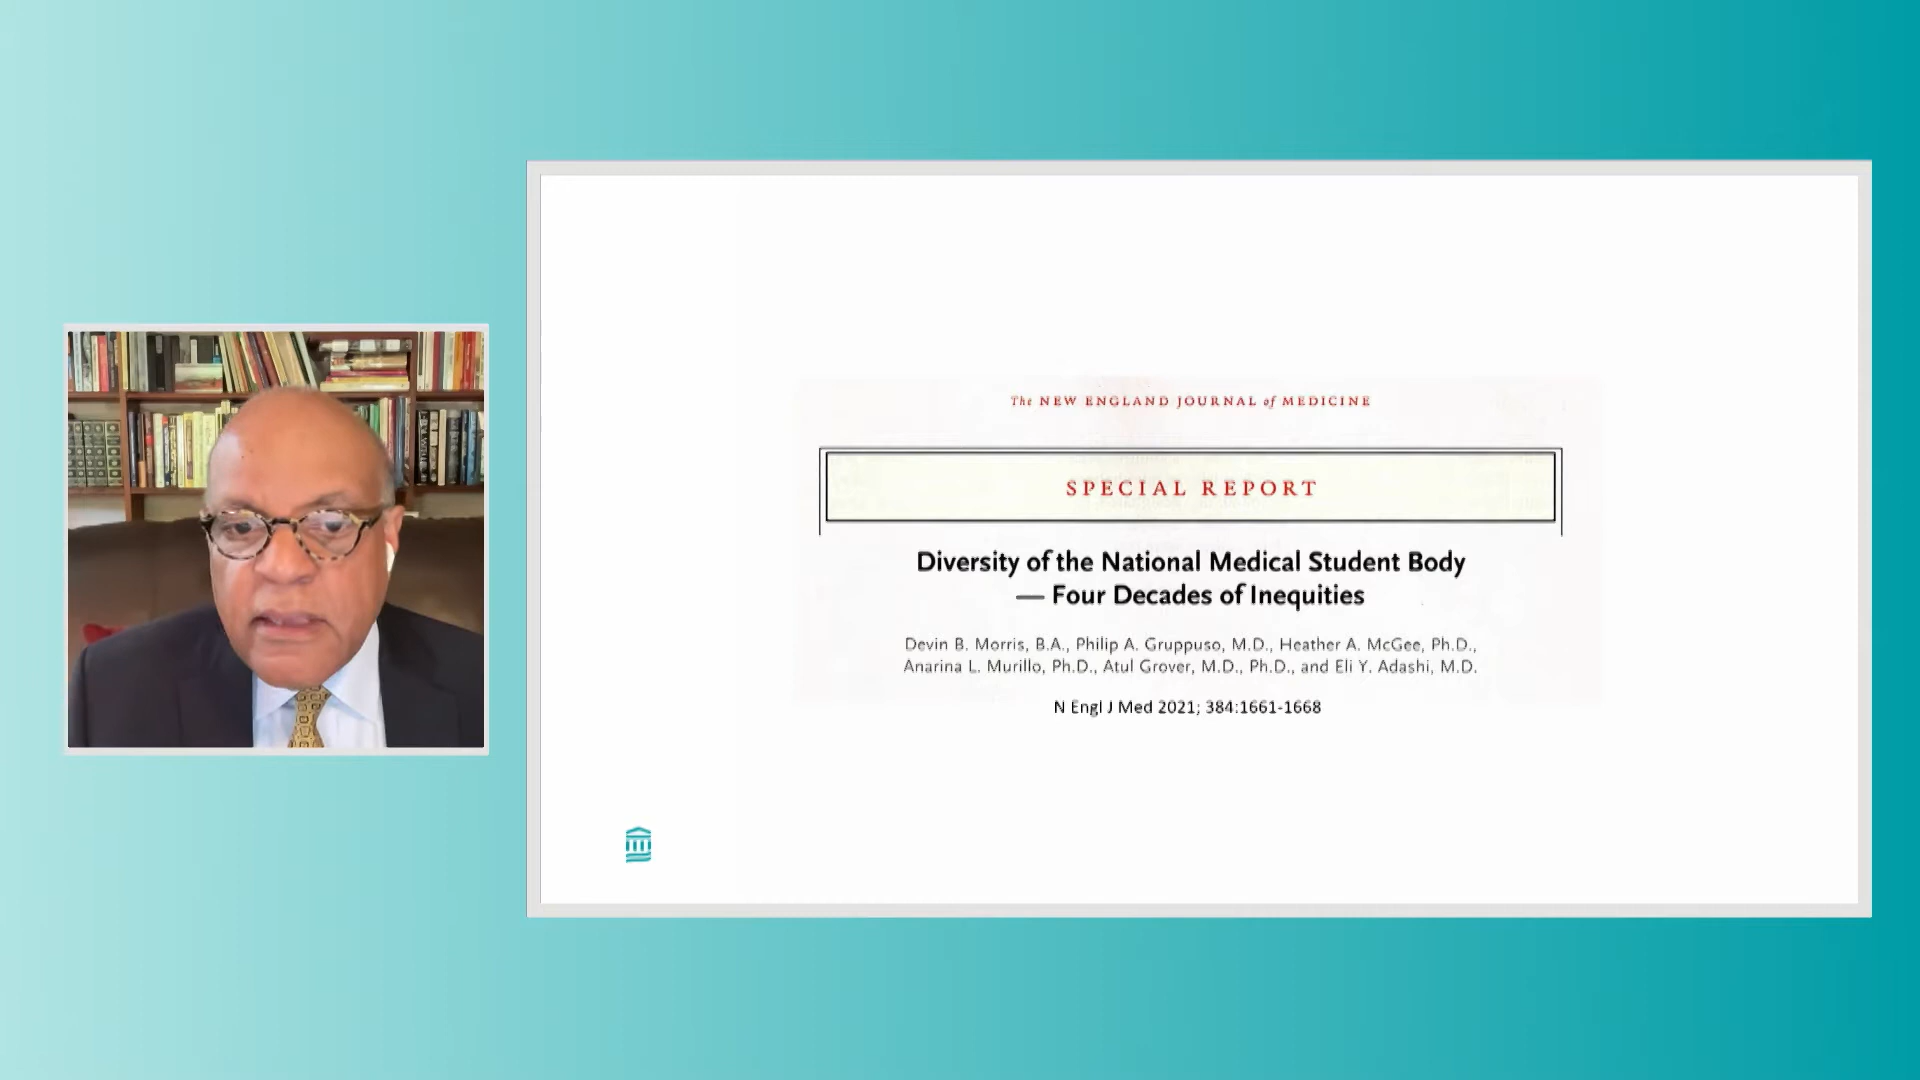 The NEW ENGLAND JOURNAL of MEDICINE
SPECIAL REPORT
Diversity of the National Medical Student Body
— Four Decades of Inequities
Devin B. Morris, B.A., Philip A. Gruppuso, M.D., Heather A. McGee, Ph.D.,
Anarina L. Murillo, Ph.D., Atul Grover, M.D., Ph.D., and Eli Y. Adashi, M.D.
N Engl J Med 2021; 384:1661-1668